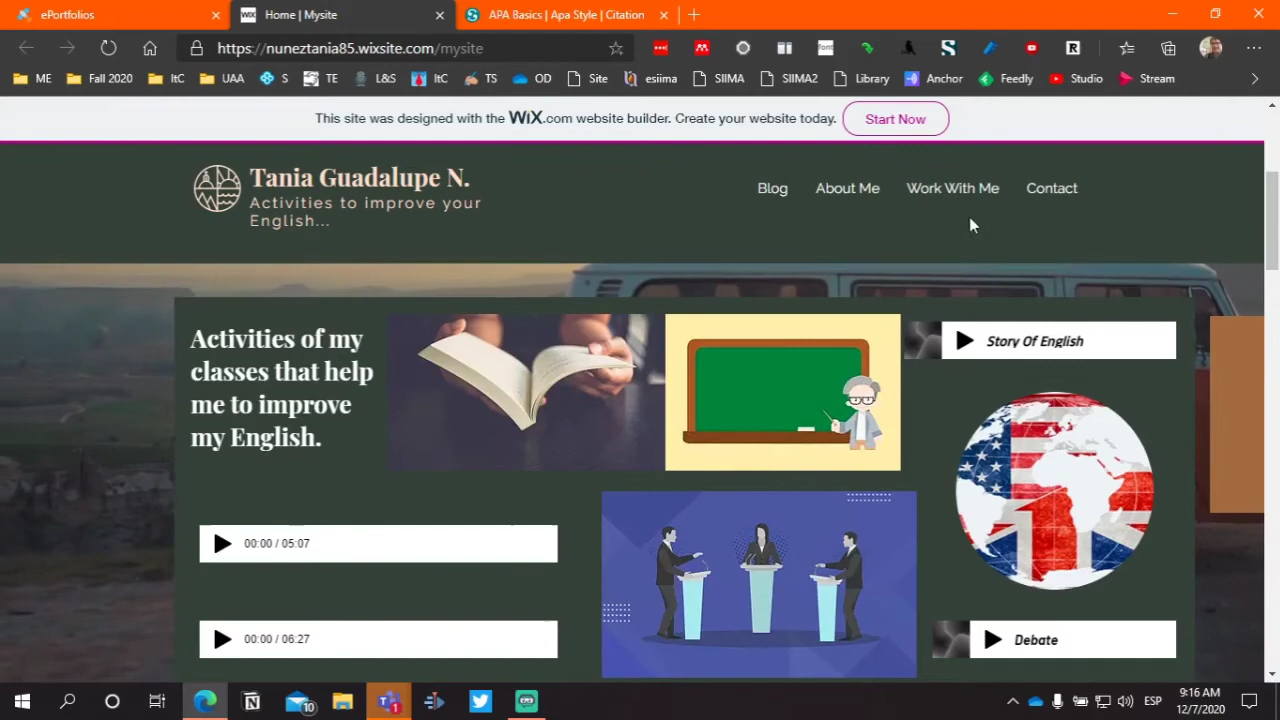 ePortfolios
WiX
Home | Mysite
APA Basics | Apa Style | Citation
https://nuneztania85.wixsite.com/mysite
font
R
ME
Fall 2020
ItC
UAA
S
TE
L&S
ItC
TS
OD
Site
esiima
SIIMA
SIIMA2
Library
Anchor
Feedly
Studio
Stream
This site was designed with the WiX.com website builder. Create your website today.
Start Now
Tania Guadalupe N.
Activities to improve your
English...
Blog
About Me
Work With Me
Contact
Activities of my
classes that help
me to improve
my English.
Story Of English
00:00 / 05:07
00:00 / 06:27
Debate
10
1
ESP
9:16 AM
12/7/2020